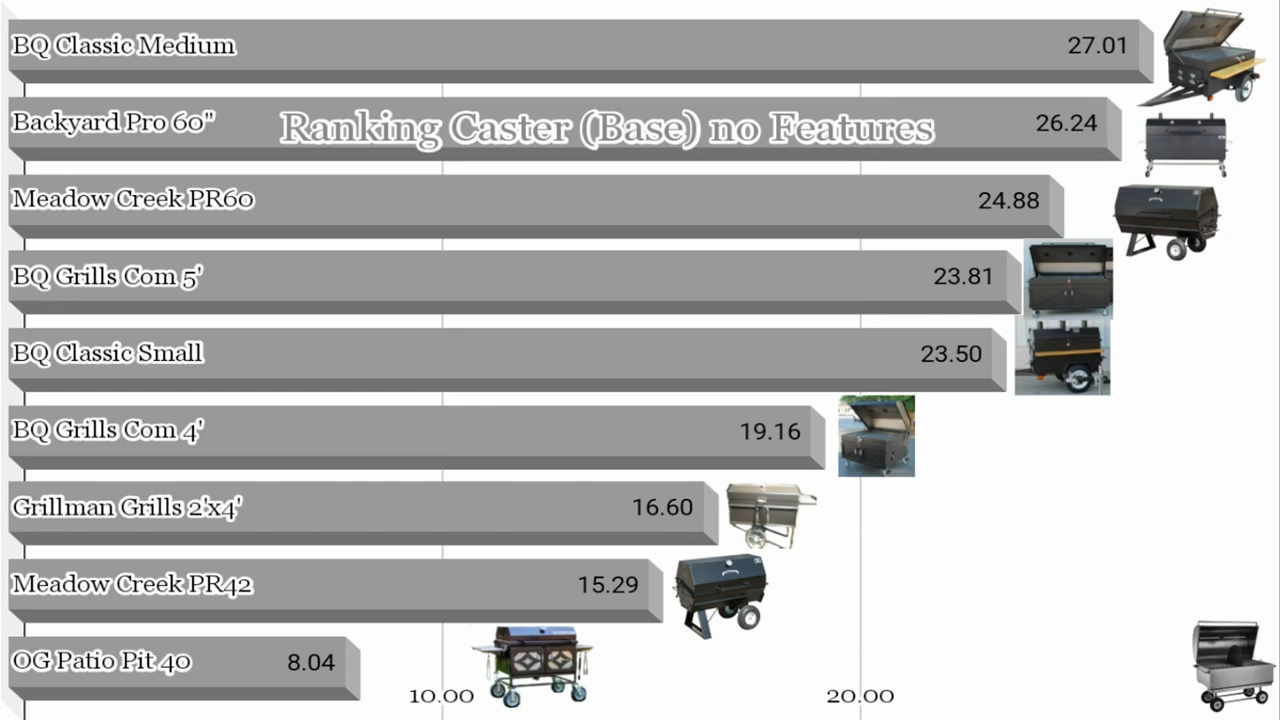 BQ Classic Medium 27.01
Backyard Pro 60" Ranking Caster (Base) no Features 26.24
Meadow Creek PR60 24.88
BQ Grills Com 5' 23.81
BQ Classic Small 23.50
BQ Grills Com 4' 19.16
Grillman Grills 2'x4' 16.60
Meadow Creek PR42 15.29
OG Patio Pit 40 8.04
10.00 20.00